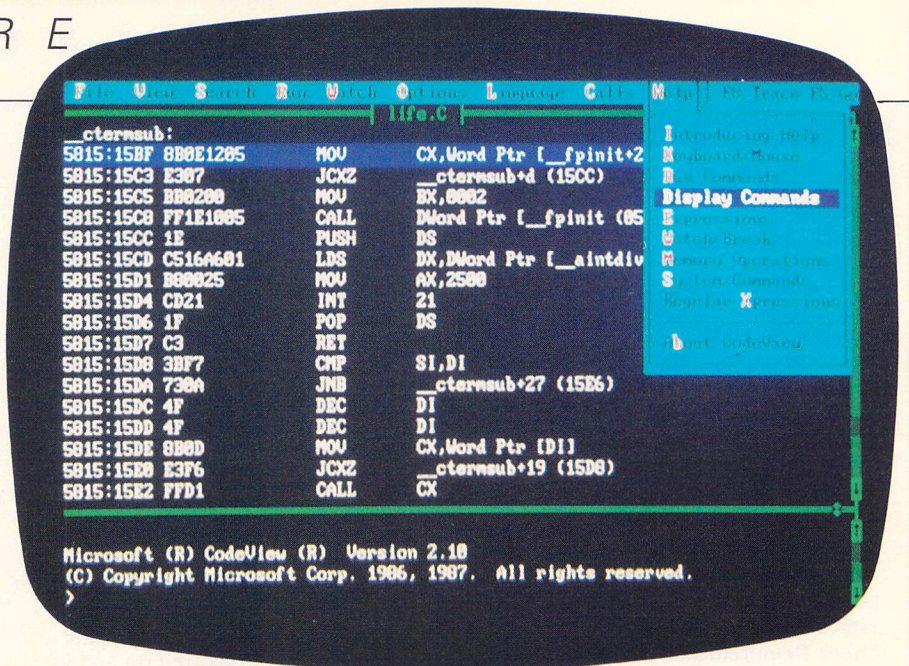 R E
File View Search Run Watch Options Language Calls Help | F8 Trace F5 Go
life.C
__ctermsub:
5815:15BF 8B0E1205 MOV CX,Word Ptr [__fpinit+2
5815:15C3 E307 JCXZ __ctermsub+d (15CC)
5815:15C5 BB0200 MOV BX,0002
5815:15C8 FF1E1005 CALL DWord Ptr [__fpinit (05
5815:15CC 1E PUSH DS
5815:15CD C516A601 LDS DX,DWord Ptr [__aintdiv
5815:15D1 B80025 MOV AX,2500
5815:15D4 CD21 INT 21
5815:15D6 1F POP DS
5815:15D7 C3 RET
5815:15D8 3BF7 CMP SI,DI
5815:15DA 730A JNB __ctermsub+27 (15E6)
5815:15DC 4F DEC DI
5815:15DD 4F DEC DI
5815:15DE 8B0D MOV CX,Word Ptr [DI]
5815:15E0 E3F6 JCXZ __ctermsub+19 (15D8)
5815:15E2 FFD1 CALL CX
Introducing Help
Keyboard/Mouse
Run Commands
Display Commands
Expressions
Watch/Break
Memory Operations
System Commands
Regular Xpressions
About CodeView
Microsoft (R) CodeView (R) Version 2.10
(C) Copyright Microsoft Corp. 1986, 1987. All rights reserved.
>